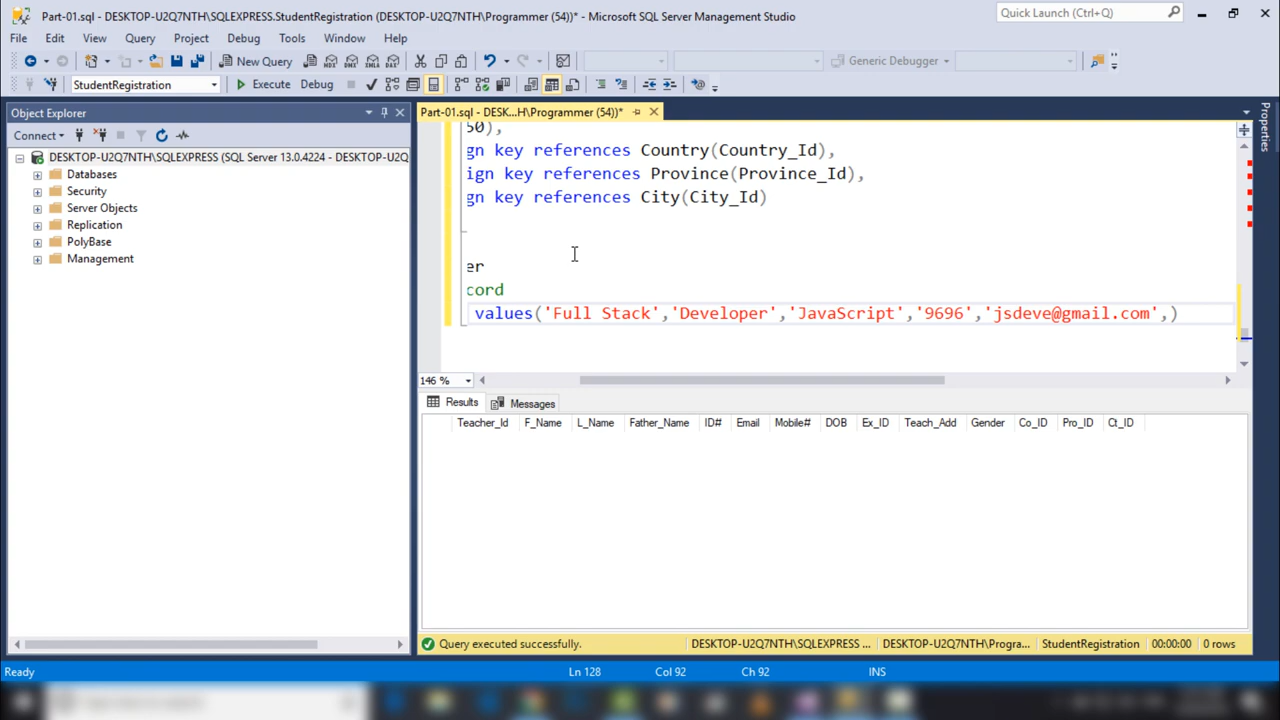 Part-01.sql - DESKTOP-U2Q7NTH\SQLEXPRESS.StudentRegistration (DESKTOP-U2Q7NTH\Programmer (54))* - Microsoft SQL Server Management Studio
Quick Launch (Ctrl+Q)
File Edit View Query Project Debug Tools Window Help
New Query
MDX DMX XMLA DAX
Generic Debugger
StudentRegistration
Execute Debug
Object Explorer
Part-01.sql - DESK...H\Programmer (54))*
Properties
Connect
DESKTOP-U2Q7NTH\SQLEXPRESS (SQL Server 13.0.4224 - DESKTOP-U2Q
Databases
Security
Server Objects
Replication
PolyBase
Management
50),
gn key references Country(Country_Id),
ign key references Province(Province_Id),
gn key references City(City_Id)
er
cord
values('Full Stack','Developer','JavaScript','9696','jsdeve@gmail.com',)
146 %
Results Messages
Teacher_Id F_Name L_Name Father_Name ID# Email Mobile# DOB Ex_ID Teach_Add Gender Co_ID Pro_ID Ct_ID
Query executed successfully. DESKTOP-U2Q7NTH\SQLEXPRESS ... DESKTOP-U2Q7NTH\Progra... StudentRegistration 00:00:00 0 rows
Ready Ln 128 Col 92 Ch 92 INS